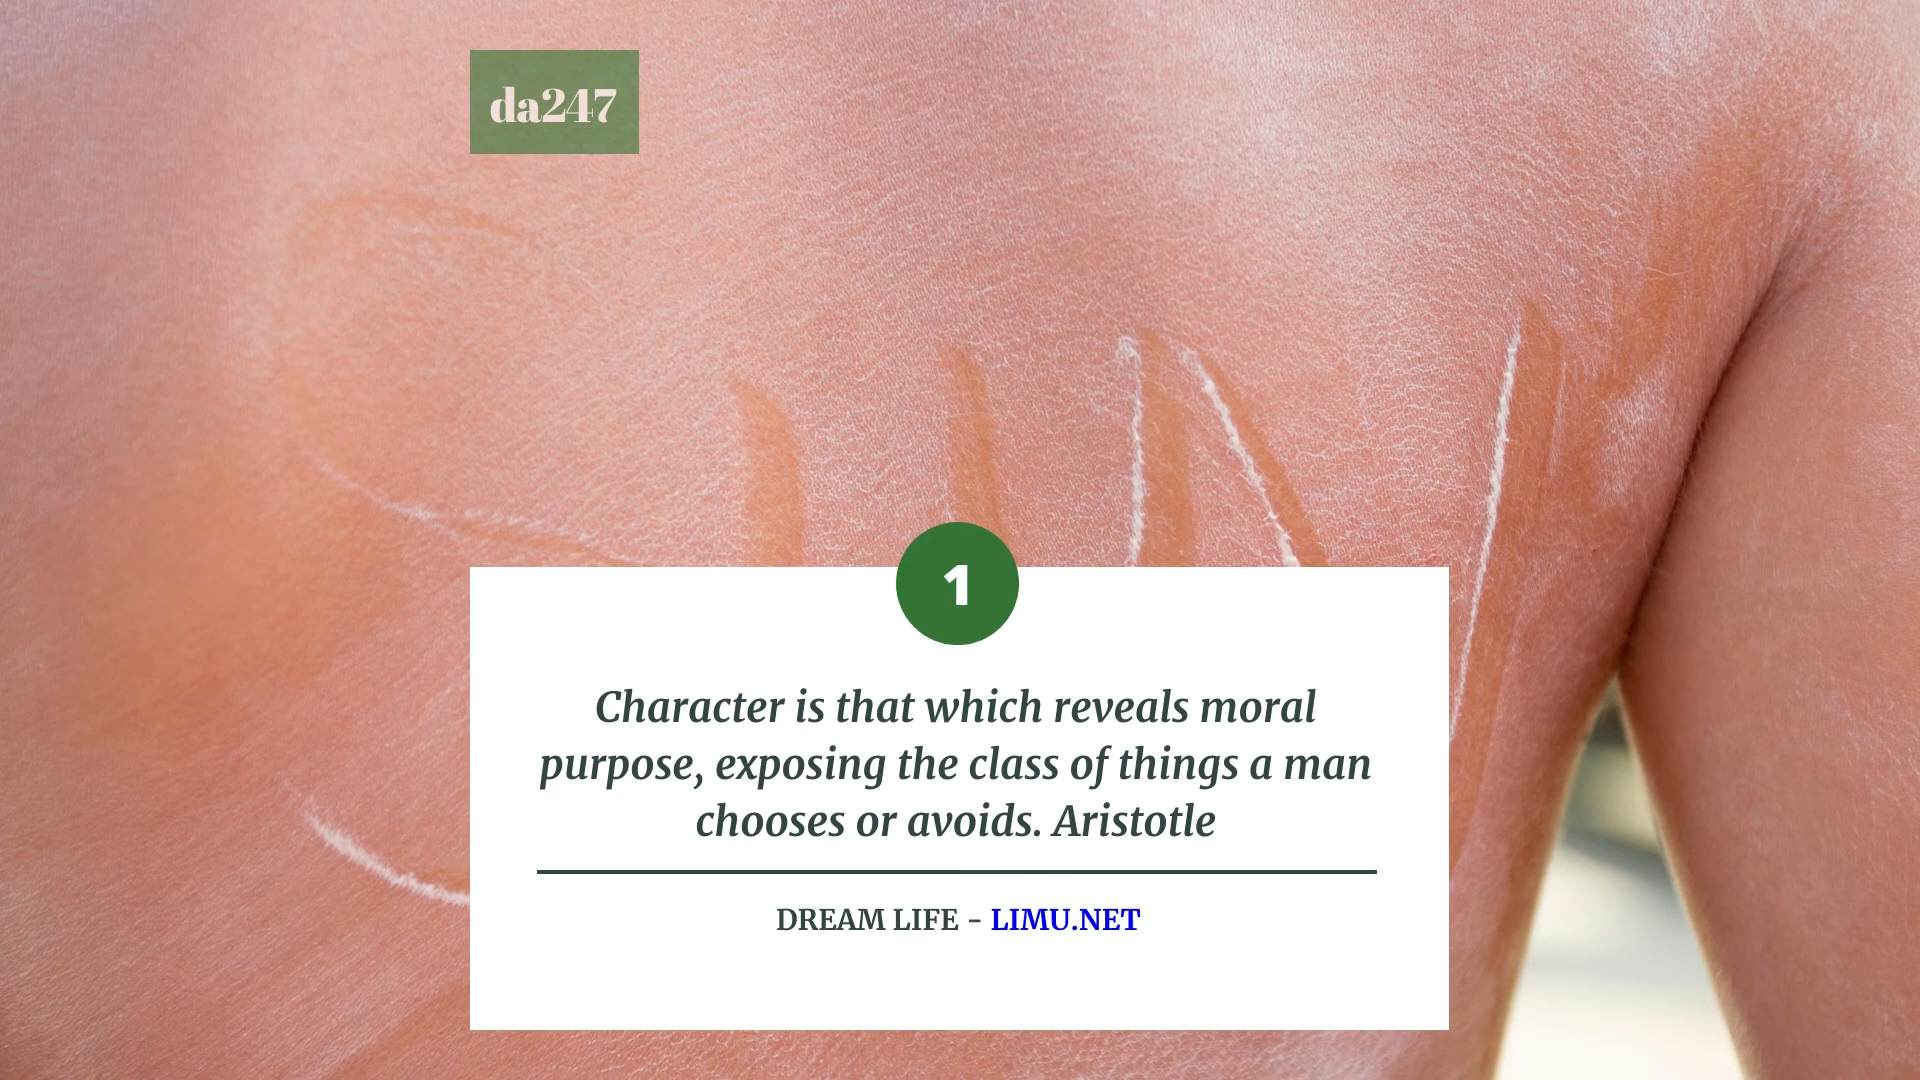 da247
SUN
1
Character is that which reveals moral
purpose, exposing the class of things a man
chooses or avoids. Aristotle
DREAM LIFE – LIMU.NET